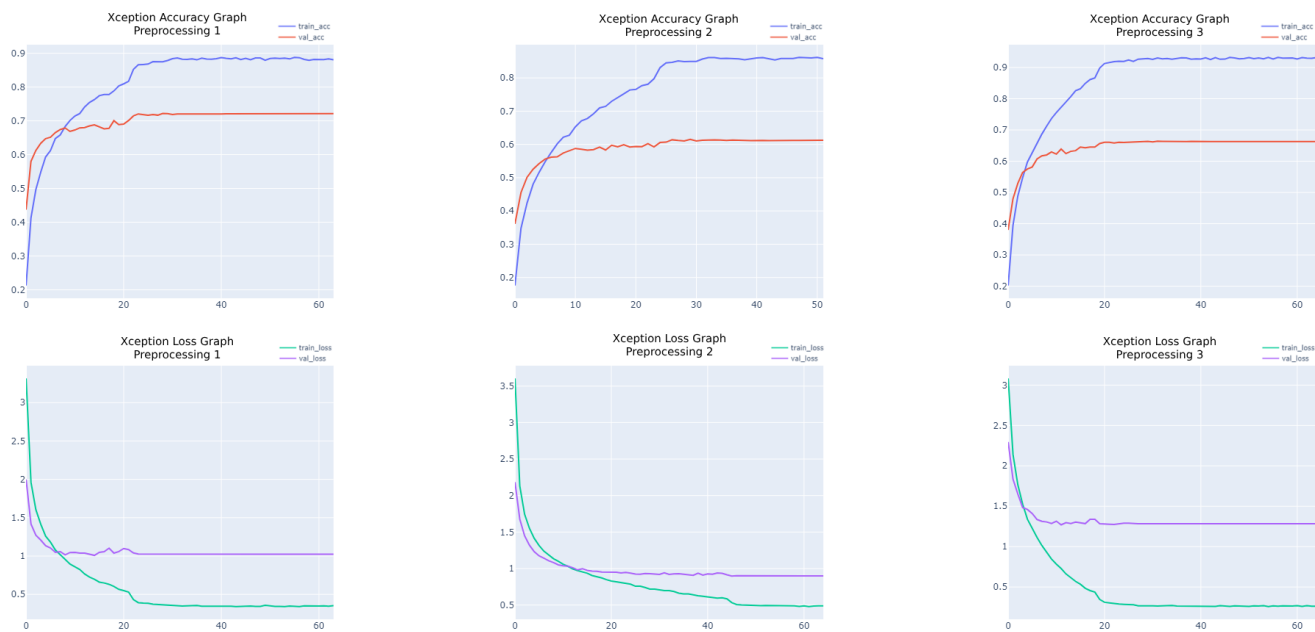 Xception Accuracy Graph
Preprocessing 1
train_acc
val_acc
0.9
0.8
0.7
0.6
0.5
0.4
0.3
0.2
0
20
40
60
Xception Accuracy Graph
Preprocessing 2
train_acc
val_acc
0.8
0.7
0.6
0.5
0.4
0.3
0.2
0
10
20
30
40
50
Xception Accuracy Graph
Preprocessing 3
train_acc
val_acc
0.9
0.8
0.7
0.6
0.5
0.4
0.3
0.2
0
20
40
60
Xception Loss Graph
Preprocessing 1
train_loss
val_loss
3
2.5
2
1.5
1
0.5
0
20
40
60
Xception Loss Graph
Preprocessing 2
train_loss
val_loss
3.5
3
2.5
2
1.5
1
0.5
0
20
40
60
Xception Loss Graph
Preprocessing 3
train_loss
val_loss
3
2.5
2
1.5
1
0.5
0
20
40
60